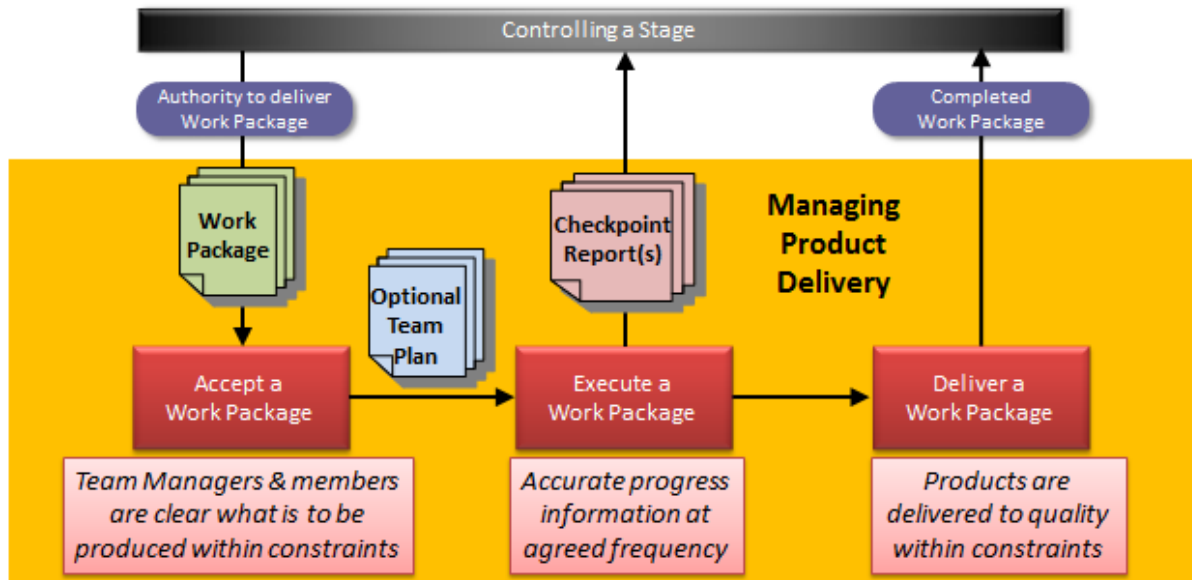 Controlling a Stage
Authority to deliver
Work Package
Completed
Work Package
Work
Package
Checkpoint
Report(s)
Managing
Product
Delivery
Optional
Team
Plan
Accept a
Work Package
Execute a
Work Package
Deliver a
Work Package
Team Managers & members
are clear what is to be
produced within constraints
Accurate progress
information at
agreed frequency
Products are
delivered to quality
within constraints